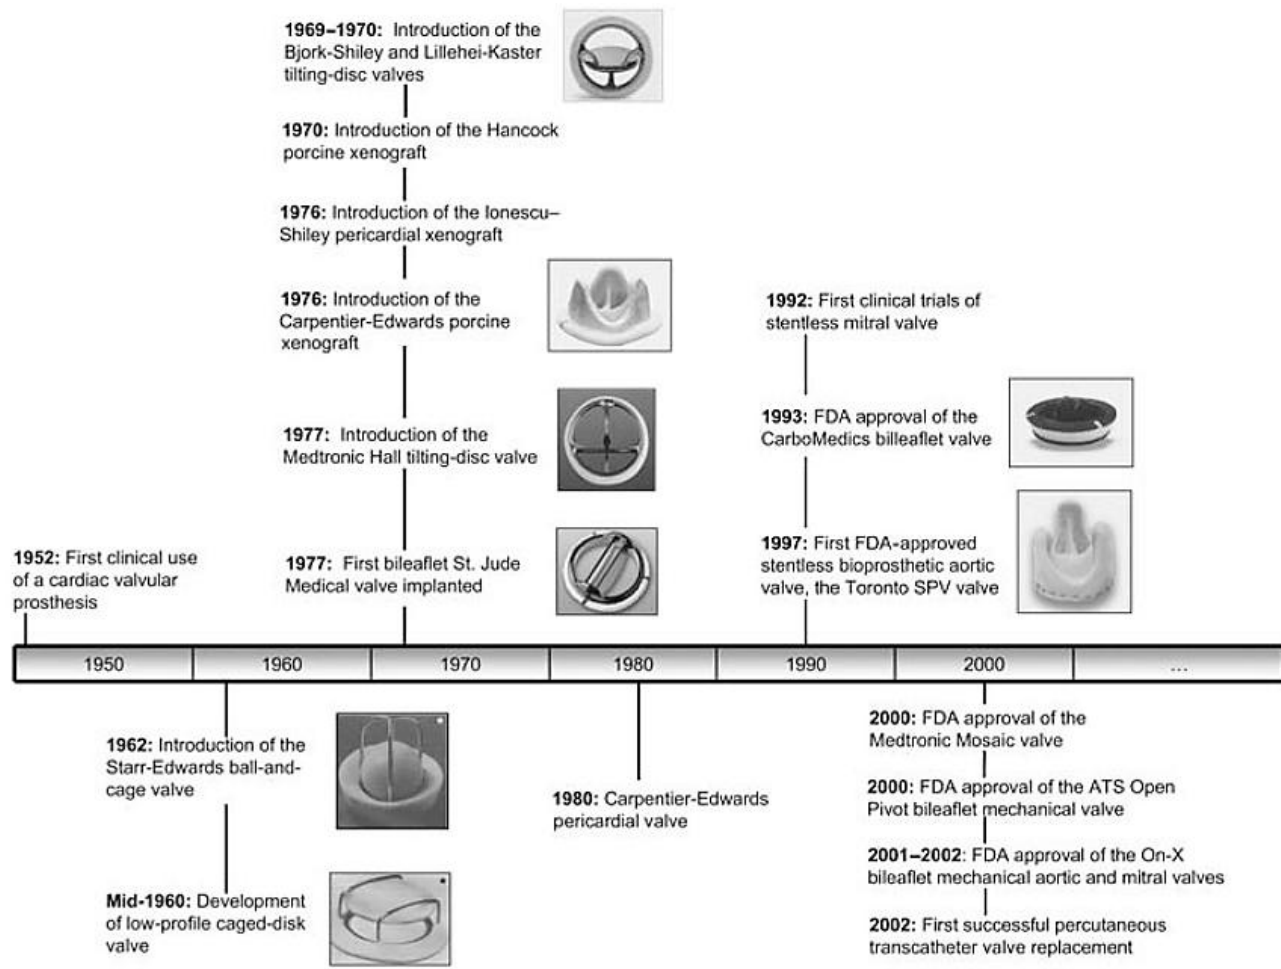 1969–1970: Introduction of the
Bjork-Shiley and Lillehei-Kaster
tilting-disc valves
1970: Introduction of the Hancock
porcine xenograft
1976: Introduction of the Ionescu–
Shiley pericardial xenograft
1976: Introduction of the
Carpentier-Edwards porcine
xenograft
1977: Introduction of the
Medtronic Hall tilting-disc valve
1977: First bileaflet St. Jude
Medical valve implanted
1992: First clinical trials of
stentless mitral valve
1993: FDA approval of the
CarboMedics billeaflet valve
1997: First FDA-approved
stentless bioprosthetic aortic
valve, the Toronto SPV valve
1952: First clinical use
of a cardiac valvular
prosthesis
1950 1960 1970 1980 1990 2000 ...
1962: Introduction of the
Starr-Edwards ball-and-
cage valve
Mid-1960: Development
of low-profile caged-disk
valve
1980: Carpentier-Edwards
pericardial valve
2000: FDA approval of the
Medtronic Mosaic valve
2000: FDA approval of the ATS Open
Pivot bileaflet mechanical valve
2001–2002: FDA approval of the On-X
bileaflet mechanical aortic and mitral valves
2002: First successful percutaneous
transcatheter valve replacement